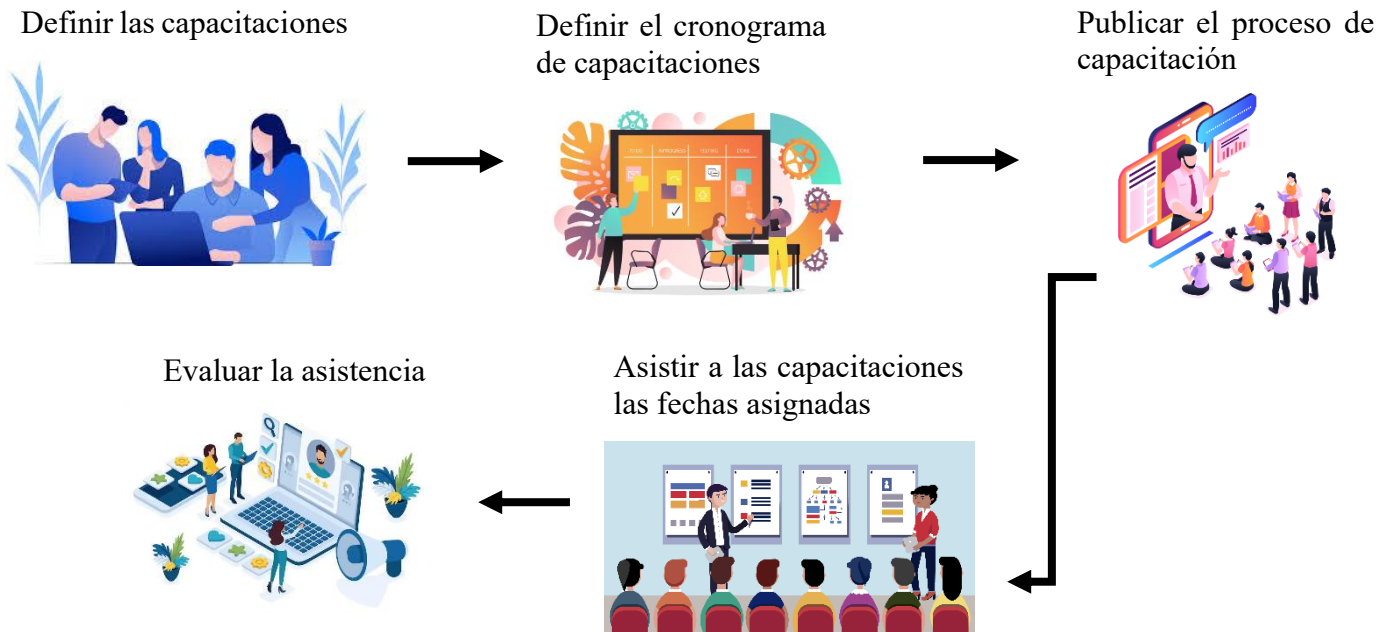 Definir las capacitaciones
Definir el cronograma
de capacitaciones
Publicar el proceso de
capacitación
Evaluar la asistencia
Asistir a las capacitaciones
las fechas asignadas